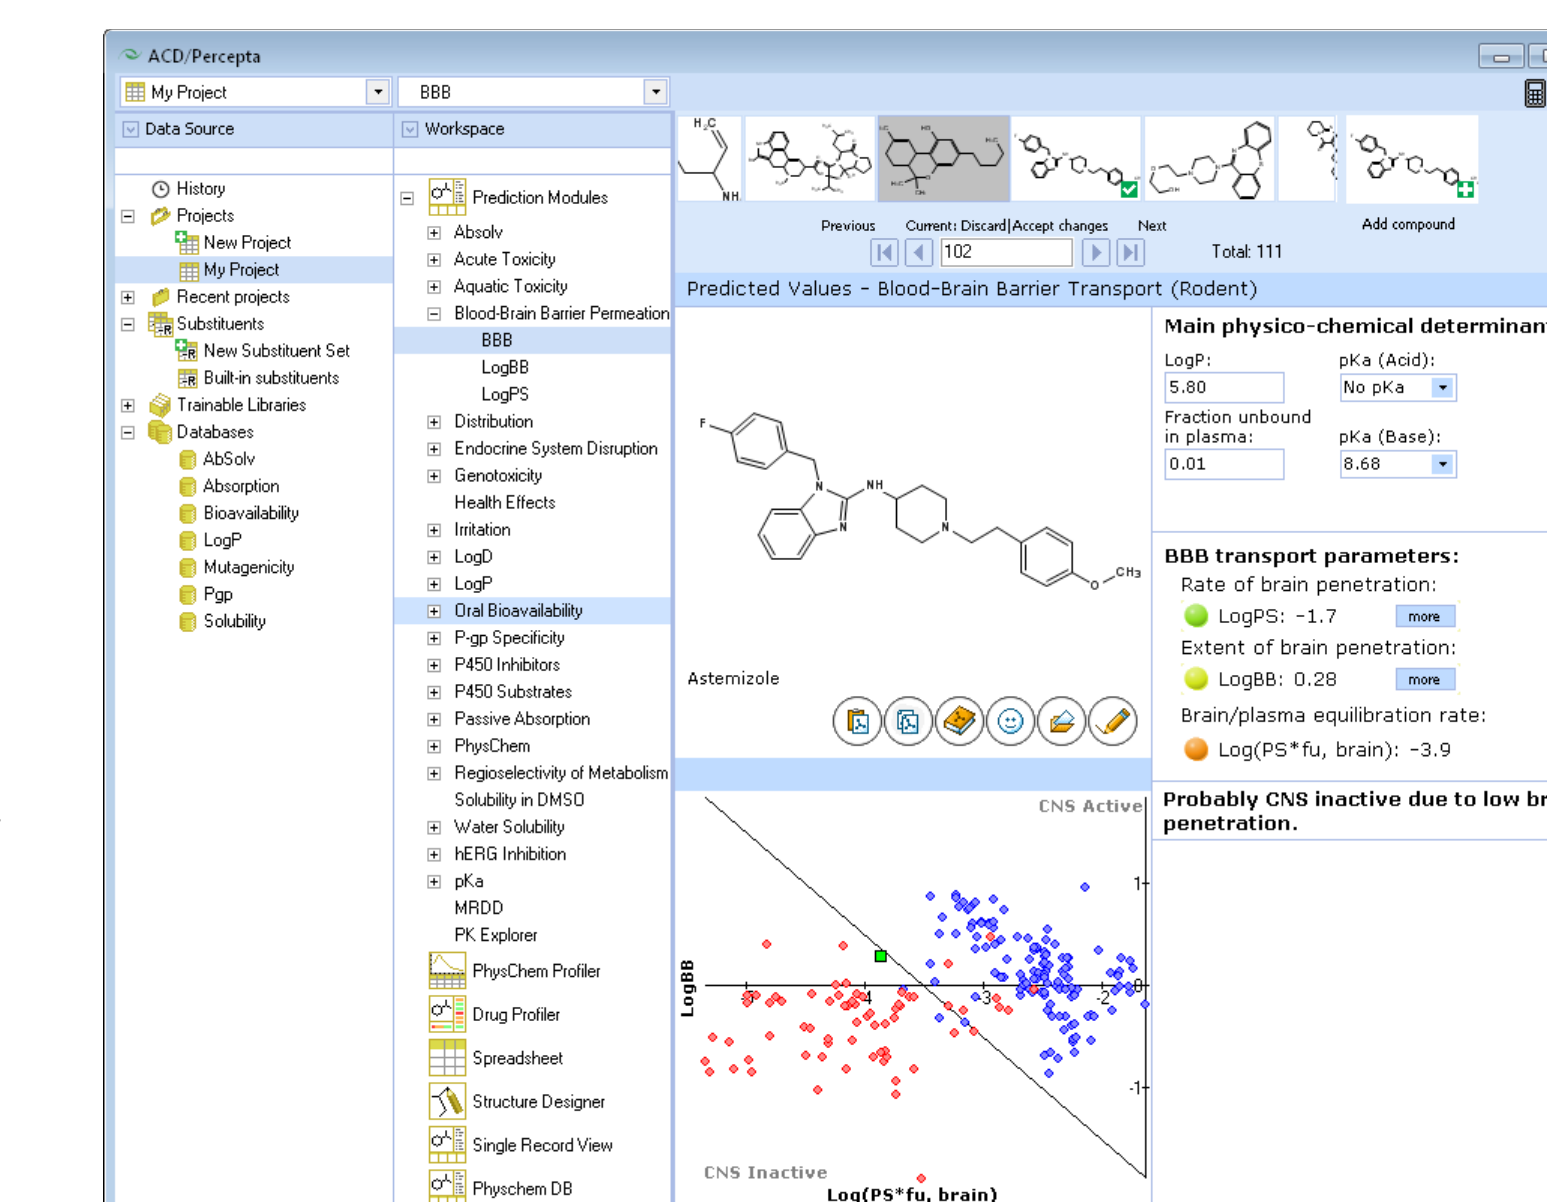 ACD/Percepta
My Project
BBB
Data Source
Workspace
History
Projects
New Project
My Project
Recent projects
Substituents
New Substituent Set
Built-in substituents
Trainable Libraries
Databases
AbSolv
Absorption
Bioavailability
LogP
Mutagenicity
Pgp
Solubility
Prediction Modules
Absolv
Acute Toxicity
Aquatic Toxicity
Blood-Brain Barrier Permeation
BBB
LogBB
LogPS
Distribution
Endocrine System Disruption
Genotoxicity
Health Effects
Irritation
LogD
LogP
Oral Bioavailability
P-gp Specificity
P450 Inhibitors
P450 Substrates
Passive Absorption
PhysChem
Regioselectivity of Metabolism
Solubility in DMSO
Water Solubility
hERG Inhibition
pKa
MRDD
PK Explorer
PhysChem Profiler
Drug Profiler
Spreadsheet
Structure Designer
Single Record View
Physchem DB
H₂C
NH
Previous
Current: Discard|Accept changes
Next
Add compound
102
Total: 111
Predicted Values - Blood-Brain Barrier Transport (Rodent)
F
N
NH
N
N
O
CH₃
Astemizole
Main physico-chemical determinan
LogP:
pKa (Acid):
5.80
No pKa
Fraction unbound
in plasma:
pKa (Base):
0.01
8.68
BBB transport parameters:
Rate of brain penetration:
LogPS: -1.7
more
Extent of brain penetration:
LogBB: 0.28
more
Brain/plasma equilibration rate:
Log(PS*fu, brain): -3.9
Probably CNS inactive due to low br
penetration.
CNS Active
1
LogBB
-4
-3
-2
0
-1
CNS Inactive
Log(PS*fu, brain)